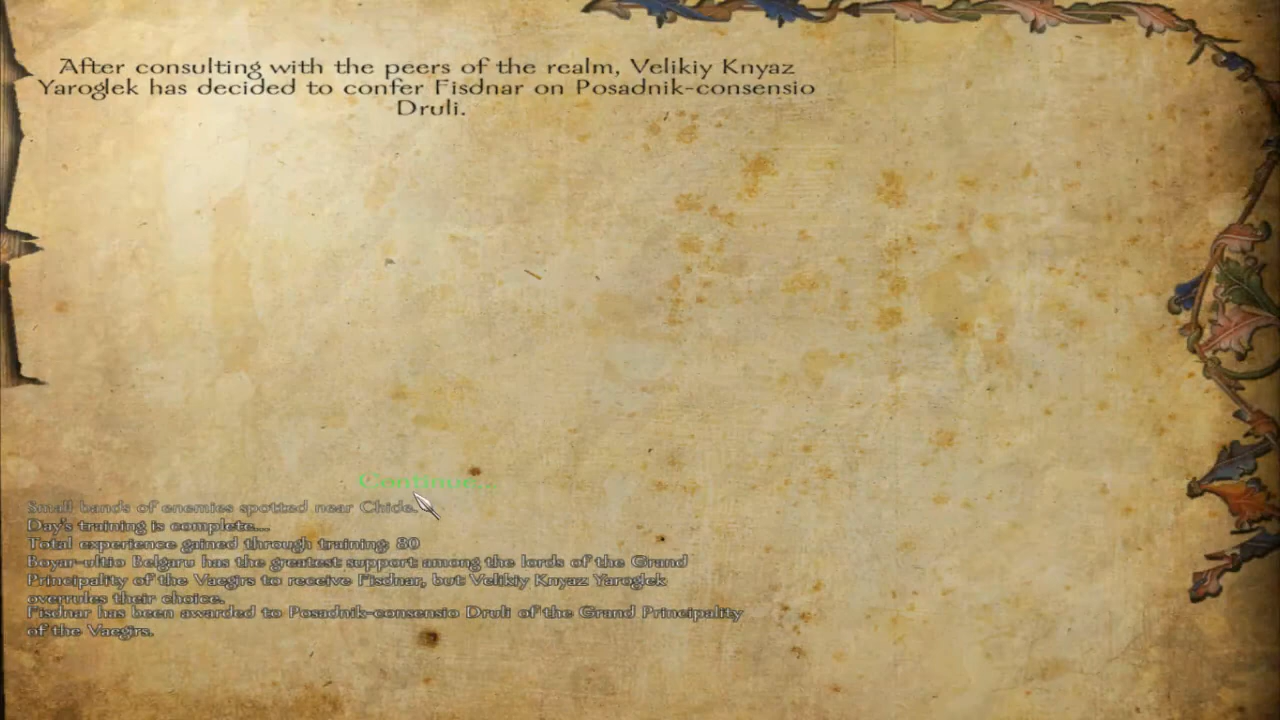 After consulting with the peers of the realm, Velikiy Knyaz
Yaroglek has decided to confer Fisdnar on Posadnik-consensio
Druli.
Continue...
Small bands of enemies spotted near Chide.
Day's training is complete...
Total experience gained through training: 80
Boyar-ultio Belgaru has the greatest support among the lords of the Grand
Principality of the Vaegirs to receive Fisdnar, but Velikiy Knyaz Yaroglek
overrules their choice.
Fisdnar has been awarded to Posadnik-consensio Druli of the Grand Principality
of the Vaegirs.